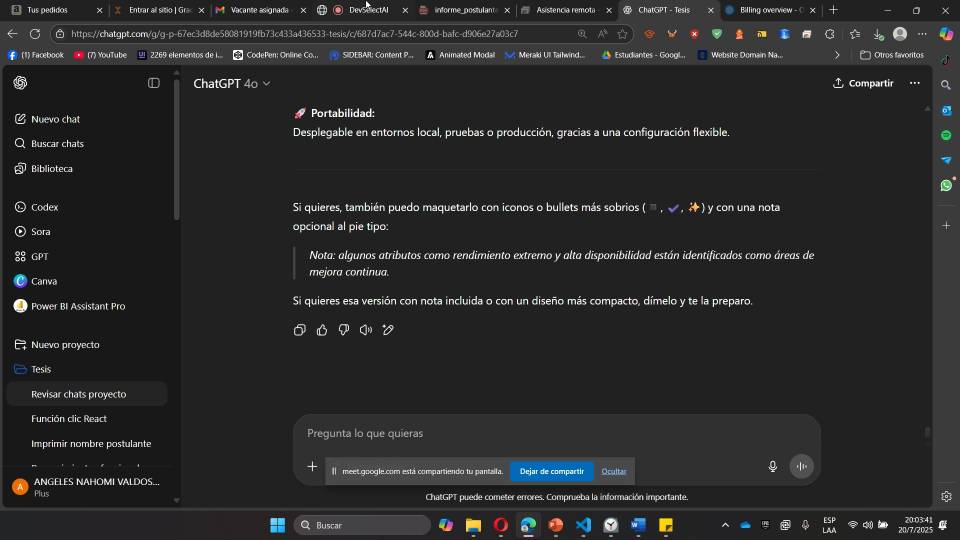 Tus pedidos
Entrar al sitio | Grac
Vacante asignada -
DevSelectAI
informe_postulante
Asistencia remota -
ChatGPT - Tesis
Billing overview - O
https://chatgpt.com/g/g-p-67ec3d8de58081919fb73c433a436533-tesis/c/687d7ac7-544c-800d-bafc-d906e27a03c7
(1) Facebook
(7) YouTube
2269 elementos de i...
CodePen: Online Co...
SIDEBAR: Content P...
Animated Modal
Meraki UI Tailwind...
Estudiantes - Googl...
Website Domain Na...
Otros favoritos
ChatGPT 4o
Compartir
Nuevo chat
Buscar chats
Biblioteca
Codex
Sora
GPT
Canva
Power BI Assistant Pro
Nuevo proyecto
Tesis
Revisar chats proyecto
Función clic React
Imprimir nombre postulante
ANGELES NAHOMI VALDOS...
Plus
🚀 Portabilidad:
Desplegable en entornos local, pruebas o producción, gracias a una configuración flexible.
Si quieres, también puedo maquetarlo con iconos o bullets más sobrios (▪️, ✔️, ✨) y con una nota
opcional al pie tipo:
Nota: algunos atributos como rendimiento extremo y alta disponibilidad están identificados como áreas de
mejora continua.
Si quieres esa versión con nota incluida o con un diseño más compacto, dímelo y te la preparo.
Pregunta lo que quieras
meet.google.com está compartiendo tu pantalla.
Dejar de compartir
Ocultar
ChatGPT puede cometer errores. Comprueba la información importante.
Buscar
ESP
LAA
20:03:41
20/7/2025